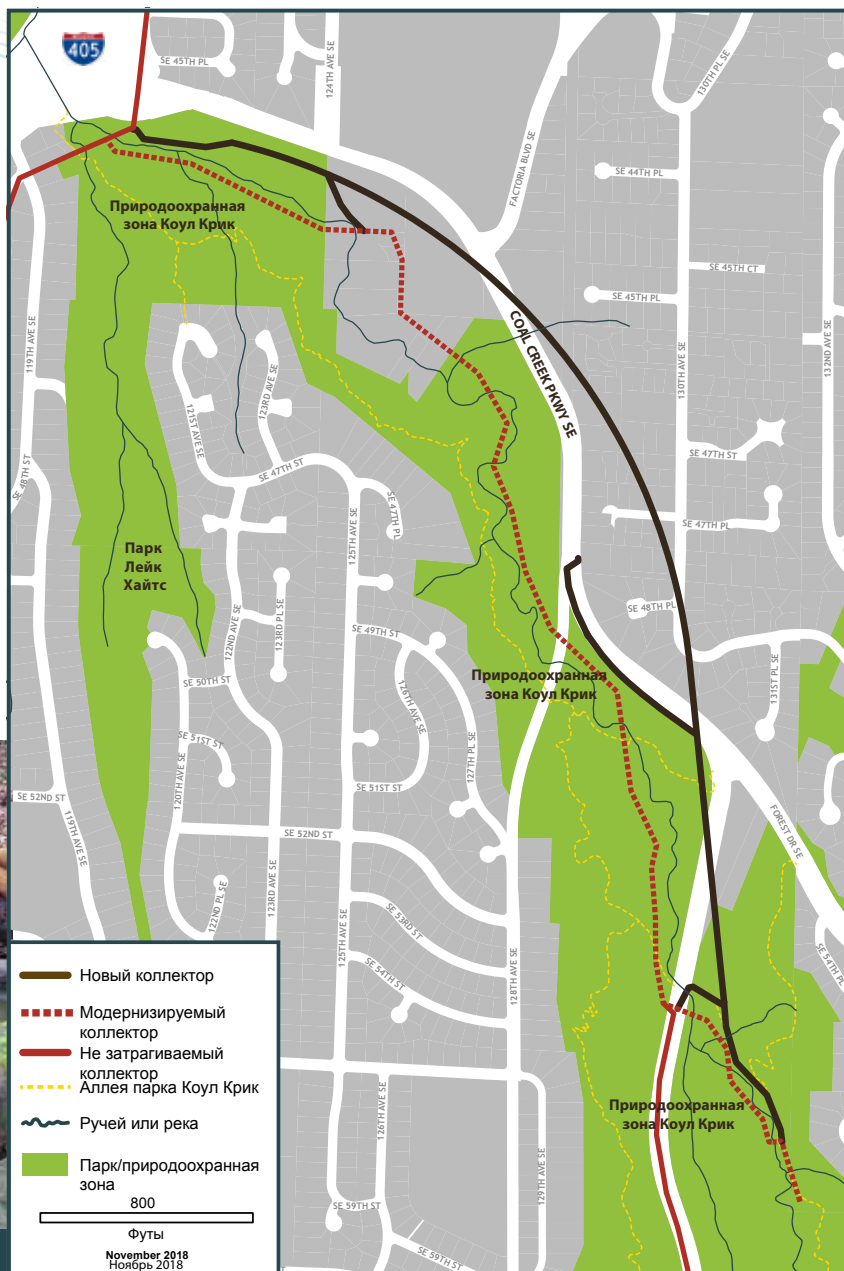 405
SE 45TH PL
124TH AVE SE
130TH PL SE
FACTORIA BLVD SE
SE 44TH PL
Природоохранная
зона Коул Крик
SE 45TH CT
SE 45TH PL
COAL CREEK PKWY SE
119TH AVE SE
130TH AVE SE
132ND AVE SE
121ST AVE SE
123RD AVE SE
SE 47TH ST
SE 47TH ST
SE 48TH ST
SE 47TH PL
SE 47TH PL
125TH AVE SE
Парк
Лейк
Хайтс
122ND AVE SE
123RD PL SE
SE 48TH PL
SE 49TH ST
SE 50TH ST
126TH AVE SE
Природоохранная
зона Коул Крик
131ST PL SE
SE 51ST ST
127TH PL SE
120TH AVE SE
SE 51ST ST
SE 52ND ST
119TH AVE SE
SE 52ND ST
FOREST DR SE
122ND PL SE
123RD AVE SE
SE 53RD ST
125TH AVE SE
SE 54TH ST
128TH AVE SE
SE 54TH PL
Природоохранная
зона Коул Крик
126TH AVE SE
129TH AVE SE
SE 59TH ST
SE 59TH ST
Новый коллектор
Модернизируемый
коллектор
Не затрагиваемый
коллектор
Аллея парка Коул Крик
Ручей или река
Парк/природоохранная
зона
800
Футы
November 2018
Ноябрь 2018